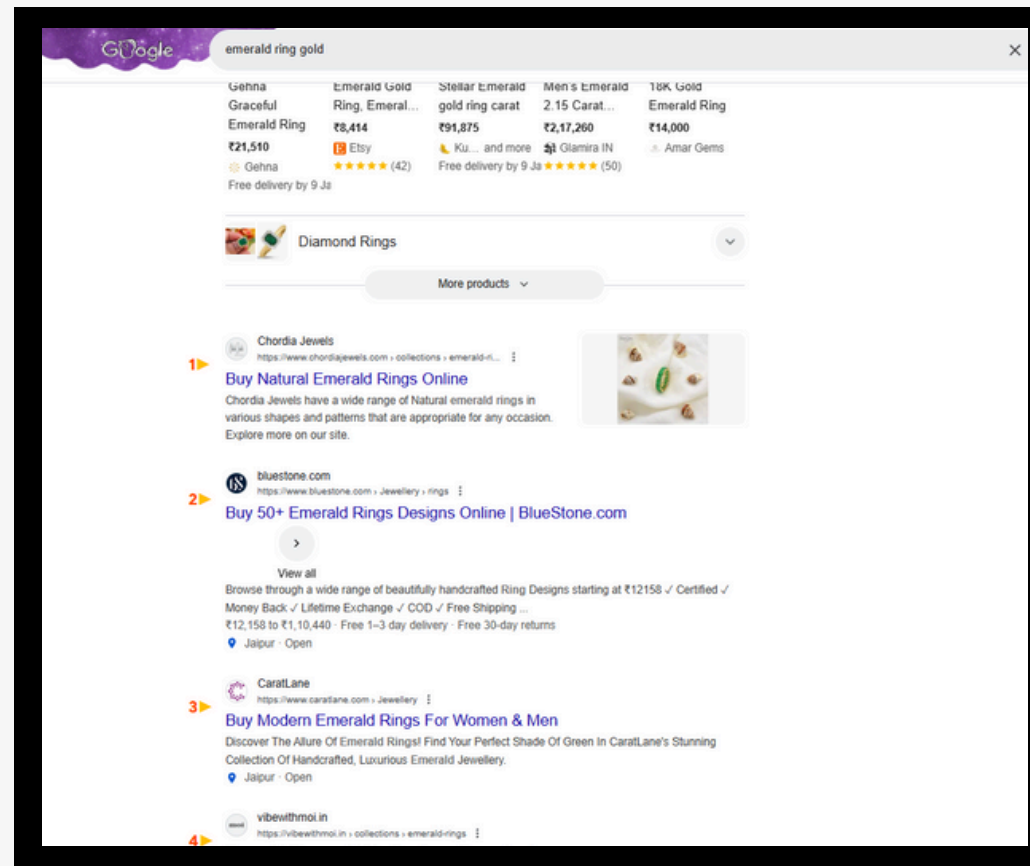 Google
emerald ring gold
Gehna Emerald Gold Stellar Emerald Men's Emerald 18K Gold
Graceful Ring, Emeral... gold ring carat 2.15 Carat... Emerald Ring
Emerald Ring ₹8,414 ₹91,875 ₹2,17,260 ₹14,000
₹21,510 Etsy Ku... and more Glamira IN Amar Gems
Gehna ★★★★★ (42) Free delivery by 9 Ja ★★★★★ (50)
Free delivery by 9 Ja
Diamond Rings
More products
Chordia Jewels
1 https://www.chordiajewels.com › collections › emerald-ri...
Buy Natural Emerald Rings Online
Chordia Jewels have a wide range of Natural emerald rings in
various shapes and patterns that are appropriate for any occasion.
Explore more on our site.
bluestone.com
2 https://www.bluestone.com › Jewellery › rings
Buy 50+ Emerald Rings Designs Online | BlueStone.com
View all
Browse through a wide range of beautifully handcrafted Ring Designs starting at ₹12158 ✓ Certified ✓
Money Back ✓ Lifetime Exchange ✓ COD ✓ Free Shipping ...
₹12,158 to ₹1,10,440 · Free 1–3 day delivery · Free 30-day returns
Jaipur · Open
CaratLane
3 https://www.caratlane.com › Jewellery
Buy Modern Emerald Rings For Women & Men
Discover The Allure Of Emerald Rings! Find Your Perfect Shade Of Green In CaratLane's Stunning
Collection Of Handcrafted, Luxurious Emerald Jewellery.
Jaipur · Open
vibewithmoi.in
4 https://vibewithmoi.in › collections › emerald-rings